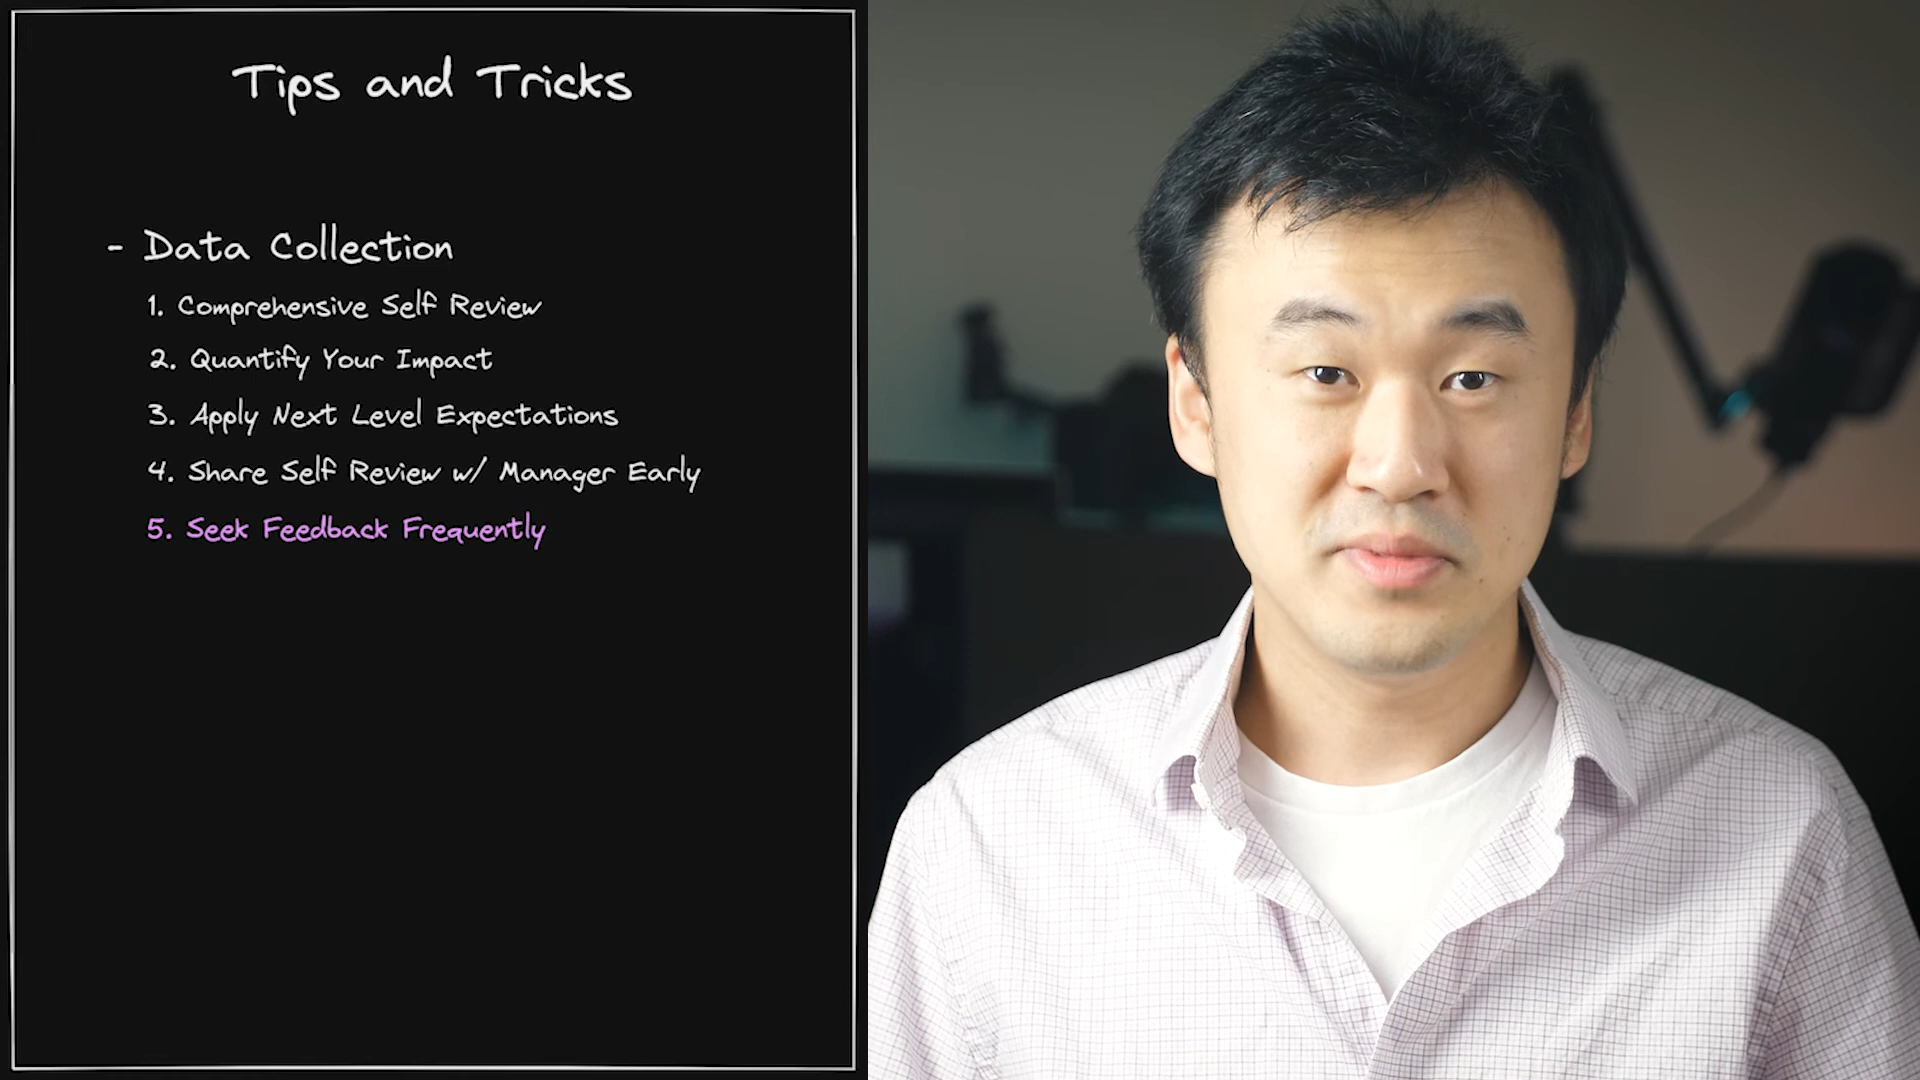 Tips and Tricks
- Data Collection
1. Comprehensive Self Review
2. Quantify Your Impact
3. Apply Next Level Expectations
4. Share Self Review w/ Manager Early
5. Seek Feedback Frequently